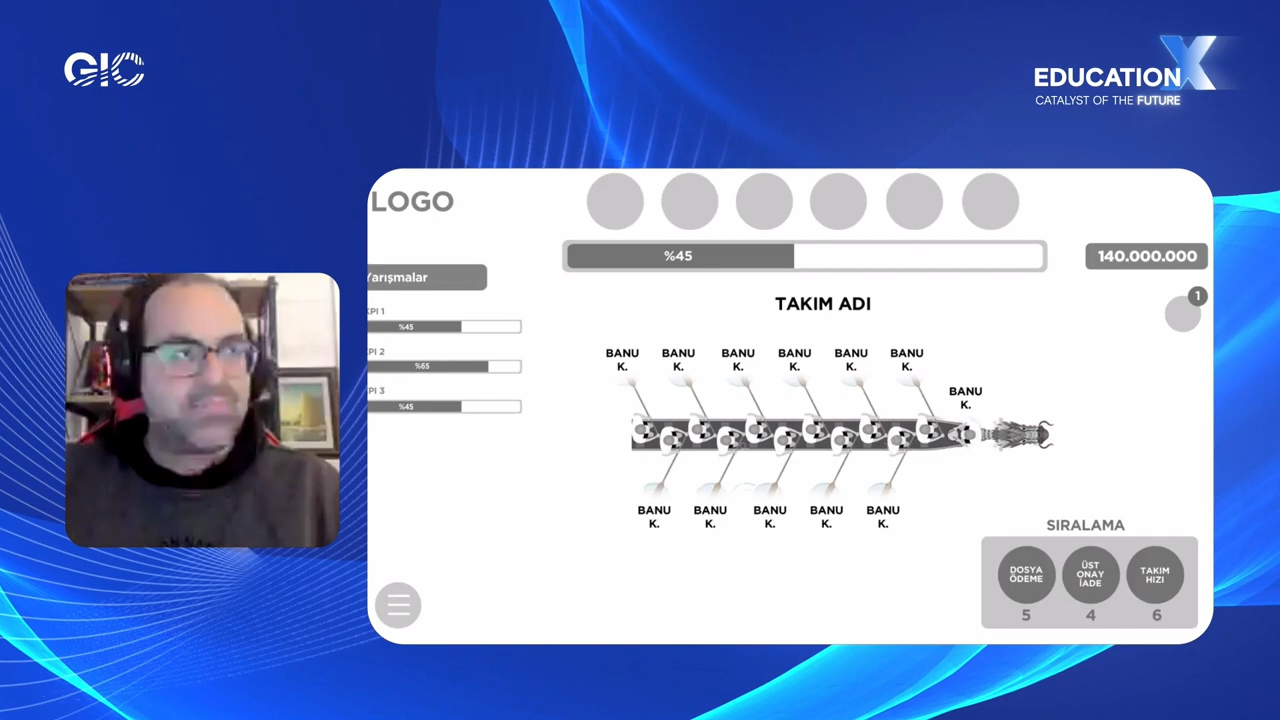 GIC
EDUCATION X
CATALYST OF THE FUTURE
LOGO
%45
140.000.000
Yarışmalar
1
TAKIM ADI
KPI 1
%45
KPI 2
%65
KPI 3
%45
BANU
K.
BANU
K.
BANU
K.
BANU
K.
BANU
K.
BANU
K.
BANU
K.
BANU
K.
BANU
K.
BANU
K.
BANU
K.
BANU
K.
SIRALAMA
DOSYA
ÖDEME
ÜST
ONAY
İADE
TAKIM
HIZI
5
4
6